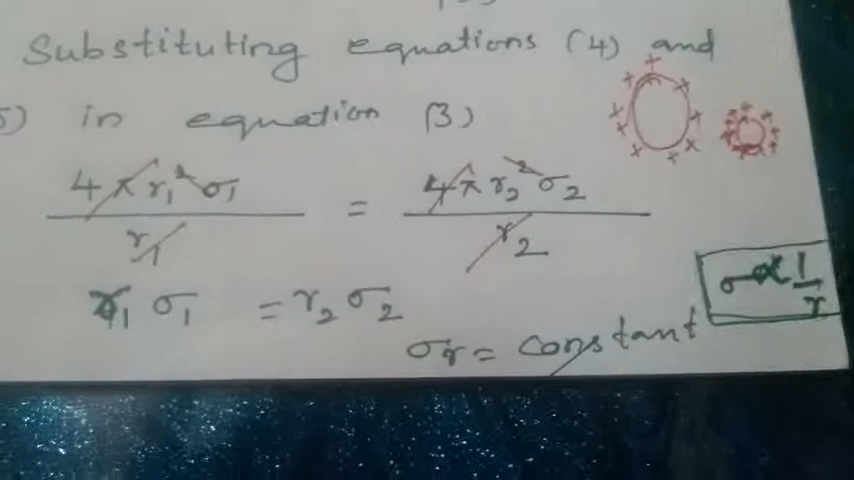 Substituting equations (4) and
5) in equation (3)
4πr₁²σ₁ / r₁ = 4πr₂²σ₂ / r₂
r₁ σ₁ = r₂ σ₂
σ ∝ 1/r
σr = constant